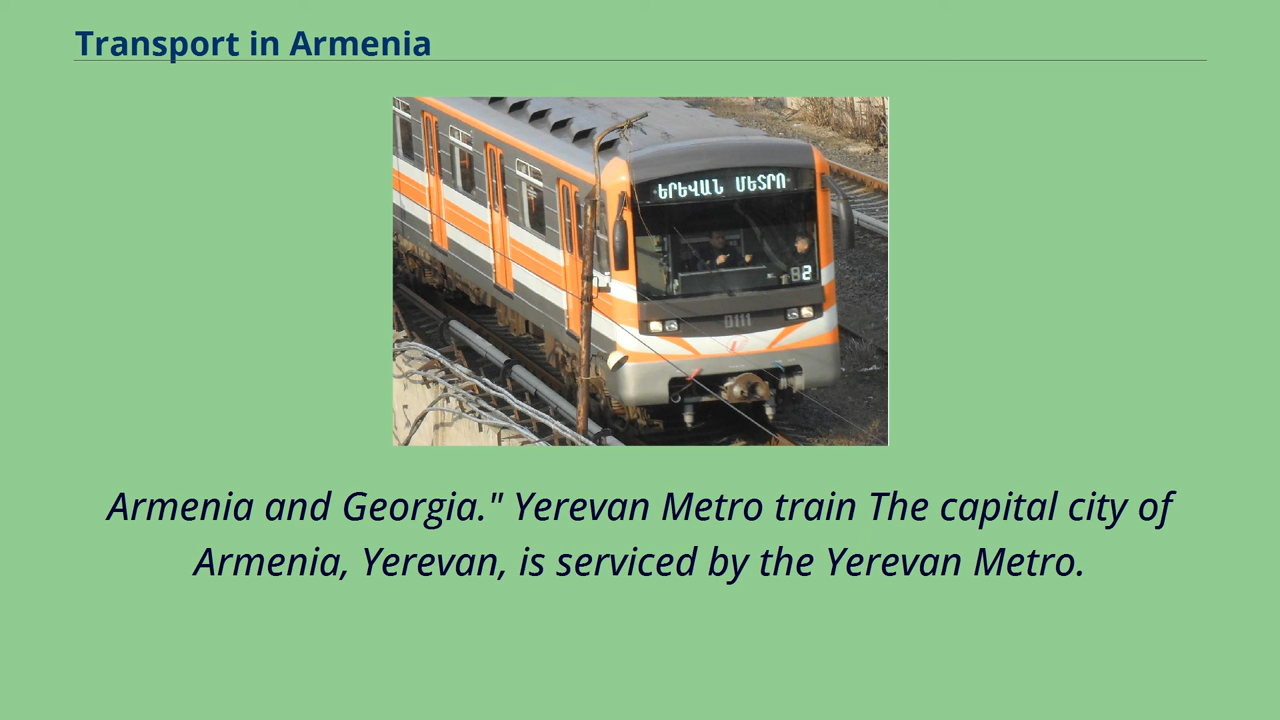 Transport in Armenia
ԵՐԵՎԱՆ ՄԵՏՐՈ
82
0111
Armenia and Georgia." Yerevan Metro train The capital city of
Armenia, Yerevan, is serviced by the Yerevan Metro.